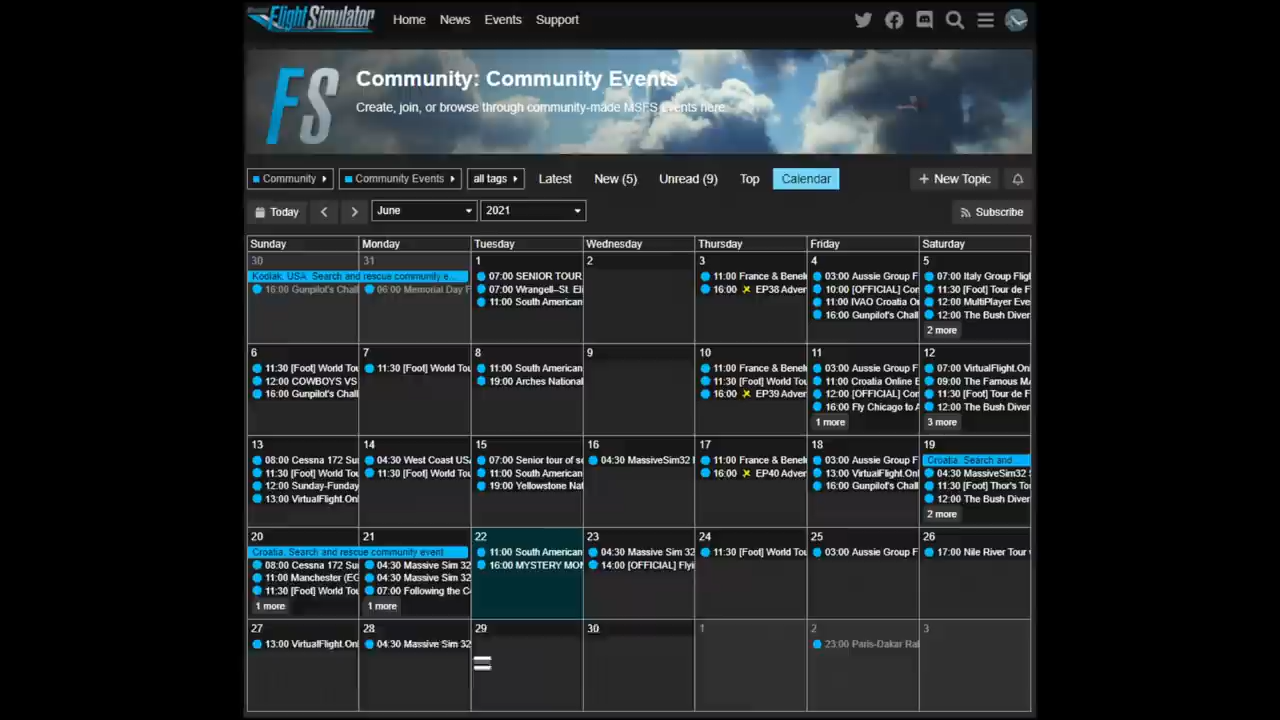 FlightSimulator
Home News Events Support
FS
Community: Community Events
Create, join, or browse through community-made MSFS Events here
Community Community Events all tags Latest New (5) Unread (9) Top Calendar + New Topic
Today June 2021 Subscribe
Sunday Monday Tuesday Wednesday Thursday Friday Saturday
30 31 1 2 3 4 5
Kodiak, USA. Search and rescue community e...
16:00 Gunpilot's Chall
06:00 Memorial Day F
07:00 SENIOR TOUR
07:00 Wrangell–St. Eli
11:00 South American
11:00 France & Benel
16:00 EP38 Adver
03:00 Aussie Group F
10:00 [OFFICIAL] Con
11:00 IVAO Croatia On
16:00 Gunpilot's Chall
07:00 Italy Group Fligh
11:30 [Foot] Tour de F
12:00 MultiPlayer Eve
12:00 The Bush Diver
2 more
6 7 8 9 10 11 12
11:30 [Foot] World Tou
12:00 COWBOYS VS
16:00 Gunpilot's Chall
11:30 [Foot] World Tou
11:00 South American
19:00 Arches National
11:00 France & Benel
11:30 [Foot] World Tou
16:00 EP39 Adver
03:00 Aussie Group F
11:00 Croatia Online E
12:00 [OFFICIAL] Con
16:00 Fly Chicago to A
1 more
07:00 VirtualFlight.Onl
09:00 The Famous MA
11:30 [Foot] Tour de F
12:00 The Bush Diver
3 more
13 14 15 16 17 18 19
08:00 Cessna 172 Sun
11:30 [Foot] World Tou
12:00 Sunday-Funday
13:00 VirtualFlight.Onl
04:30 West Coast USA
11:30 [Foot] World Tou
07:00 Senior tour of so
11:00 South American
19:00 Yellowstone Nat
04:30 MassiveSim32
11:00 France & Benel
16:00 EP40 Adver
03:00 Aussie Group F
13:00 VirtualFlight.Onl
16:00 Gunpilot's Chall
Croatia. Search and
04:30 MassiveSim32
11:30 [Foot] Thor's To
12:00 The Bush Diver
2 more
20 21 22 23 24 25 26
Croatia. Search and rescue community event
08:00 Cessna 172 Sun
11:00 Manchester (EG
11:30 [Foot] World Tou
1 more
04:30 Massive Sim 32
04:30 Massive Sim 32
07:00 Following the C
1 more
11:00 South American
16:00 MYSTERY MON
04:30 Massive Sim 32
14:00 [OFFICIAL] Flyi
11:30 [Foot] World Tou
03:00 Aussie Group F
17:00 Nile River Tour
27 28 29 30 1 2 3
13:00 VirtualFlight.Onl
04:30 Massive Sim 32
23:00 Paris-Dakar Ral